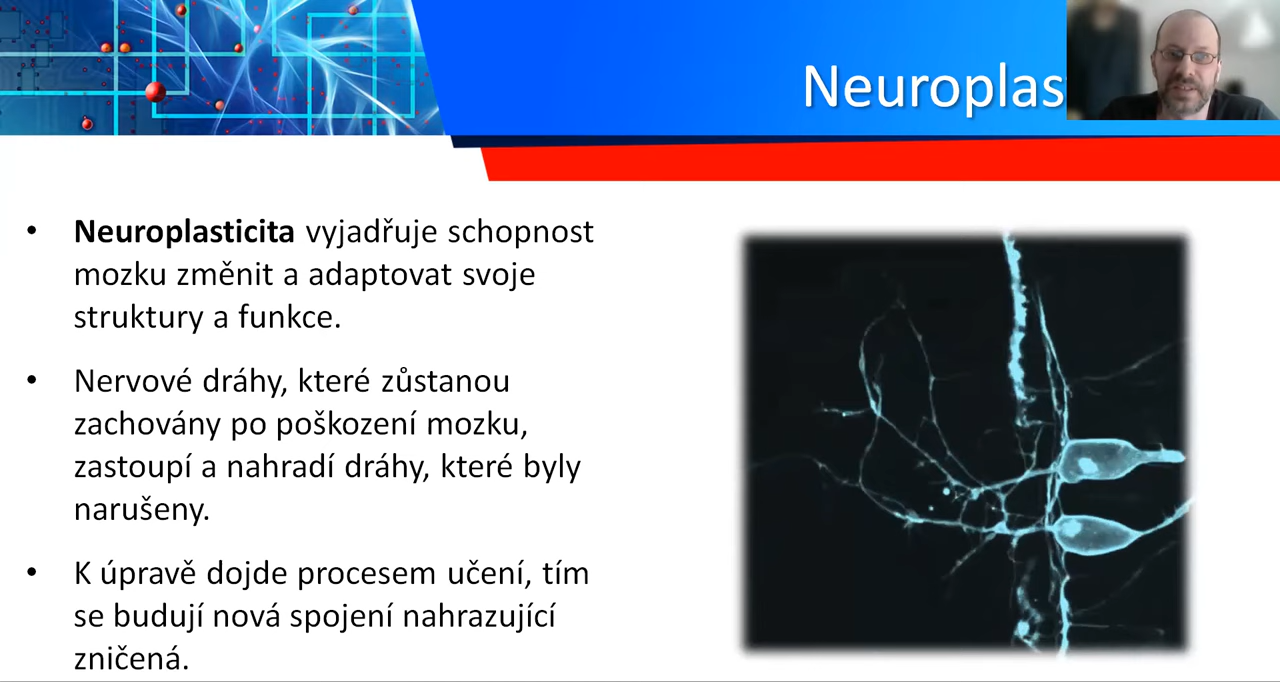 Neuroplas
• Neuroplasticita vyjadřuje schopnost
mozku změnit a adaptovat svoje
struktury a funkce.
• Nervové dráhy, které zůstanou
zachovány po poškození mozku,
zastoupí a nahradí dráhy, které byly
narušeny.
• K úpravě dojde procesem učení, tím
se budují nová spojení nahrazující
zničená.